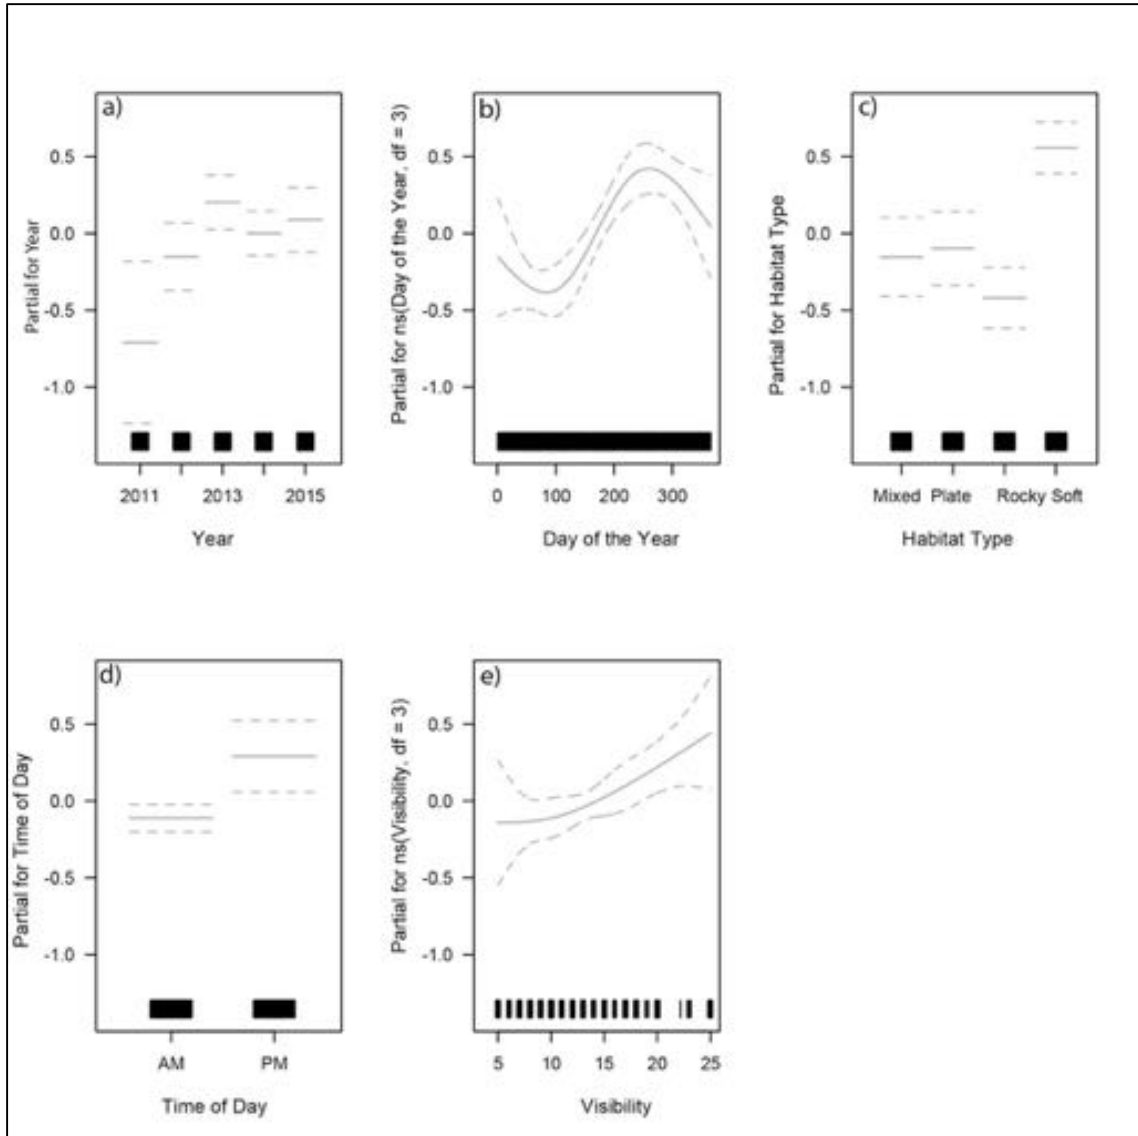 a)
Partial for Year
0.5
0.0
-0.5
-1.0
2011 2013 2015
Year
b)
Partial for ns(Day of the Year, df = 3)
0.5
0.0
-0.5
-1.0
0 100 200 300
Day of the Year
c)
Partial for Habitat Type
0.5
0.0
-0.5
-1.0
Mixed Plate Rocky Soft
Habitat Type
d)
Partial for Time of Day
0.5
0.0
-0.5
-1.0
AM PM
Time of Day
e)
Partial for ns(Visibility, df = 3)
0.5
0.0
-0.5
-1.0
5 10 15 20 25
Visibility